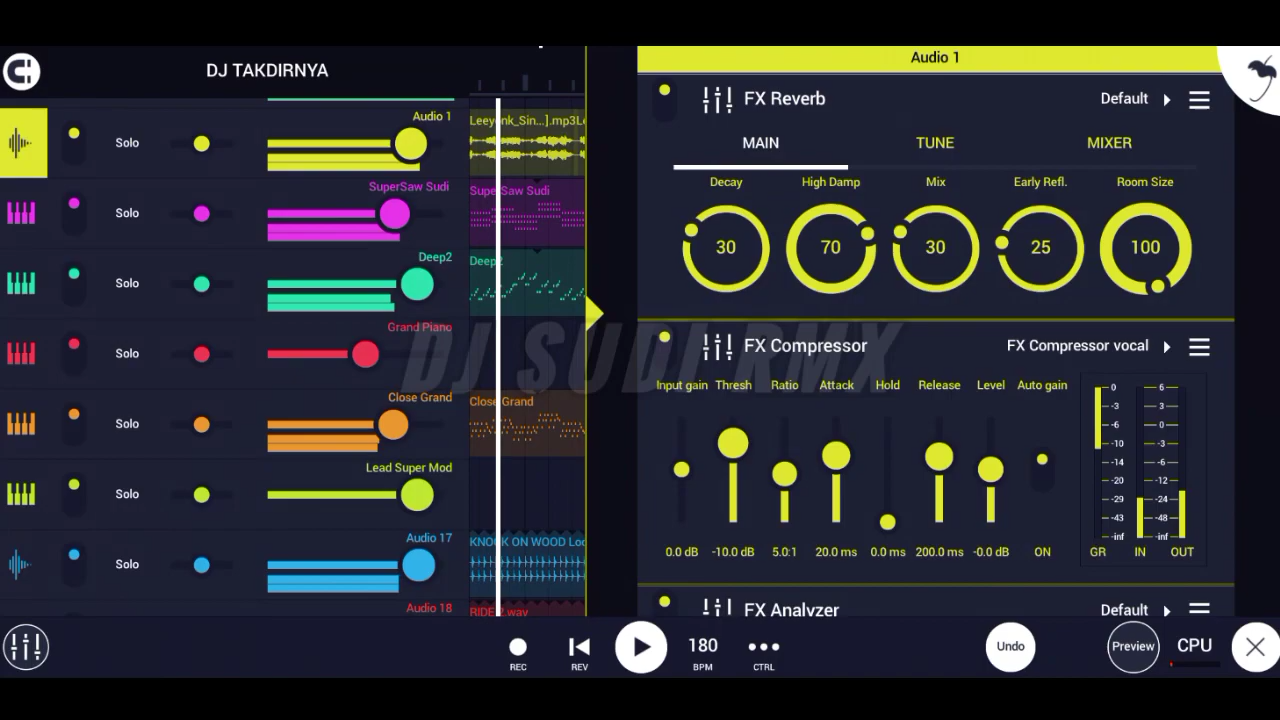 DJ TAKDIRNYA
Audio 1
Solo
Audio 1
Leeyonk_Sin...].mp3Le
Solo
SuperSaw Sudi
SuperSaw Sudi
Solo
Deep2
Deep2
Solo
Grand Piano
Solo
Close Grand
Close Grand
Solo
Lead Super Mod
Solo
Audio 17
KNOCK ON WOOD Loo
Audio 18
RIDE 2.wav
FX Reverb
Default
MAIN TUNE MIXER
Decay High Damp Mix Early Refl. Room Size
30 70 30 25 100
DJ SUDI RMX
FX Compressor
FX Compressor vocal
Input gain Thresh Ratio Attack Hold Release Level Auto gain
0.0 dB -10.0 dB 5.0:1 20.0 ms 0.0 ms 200.0 ms -0.0 dB ON
0 6
-3 3
-6 0
-10 -3
-14 -6
-20 -12
-29 -24
-43 -48
-inf -inf
GR IN OUT
FX Analyzer
Default
REC
REV
180
BPM
CTRL
Undo
Preview
CPU